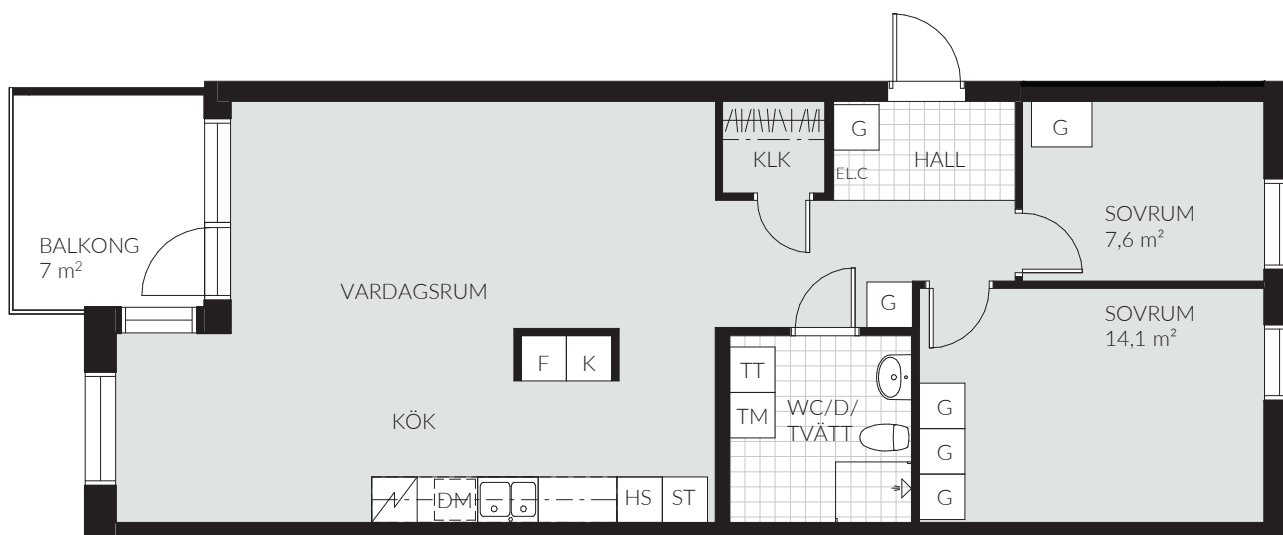 G
KLK
HALL
EL.C
G
SOVRUM
7,6 m²
BALKONG
7 m²
VARDAGSRUM
G
SOVRUM
14,1 m²
F
K
TT
TM
WC/D/
TVÄTT
KÖK
G
G
G
DM
HS
ST